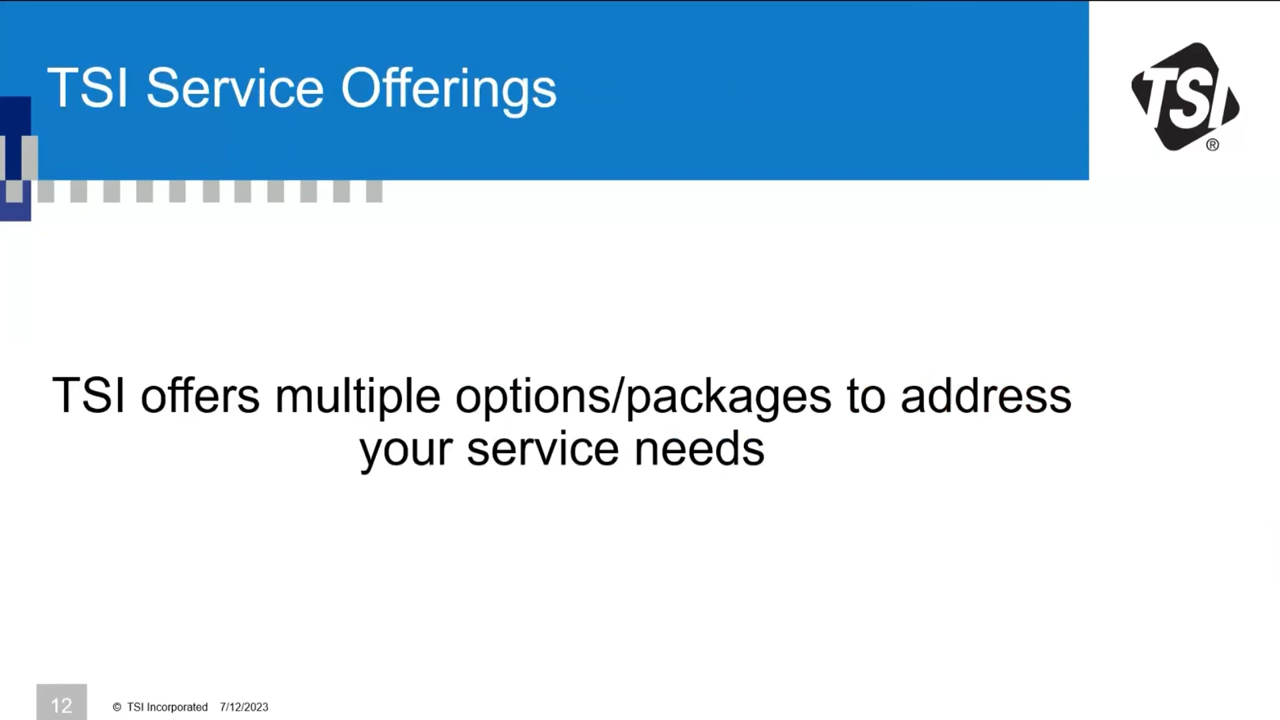 TSI Service Offerings
TSI
®
TSI offers multiple options/packages to address
your service needs
12
© TSI Incorporated 7/12/2023